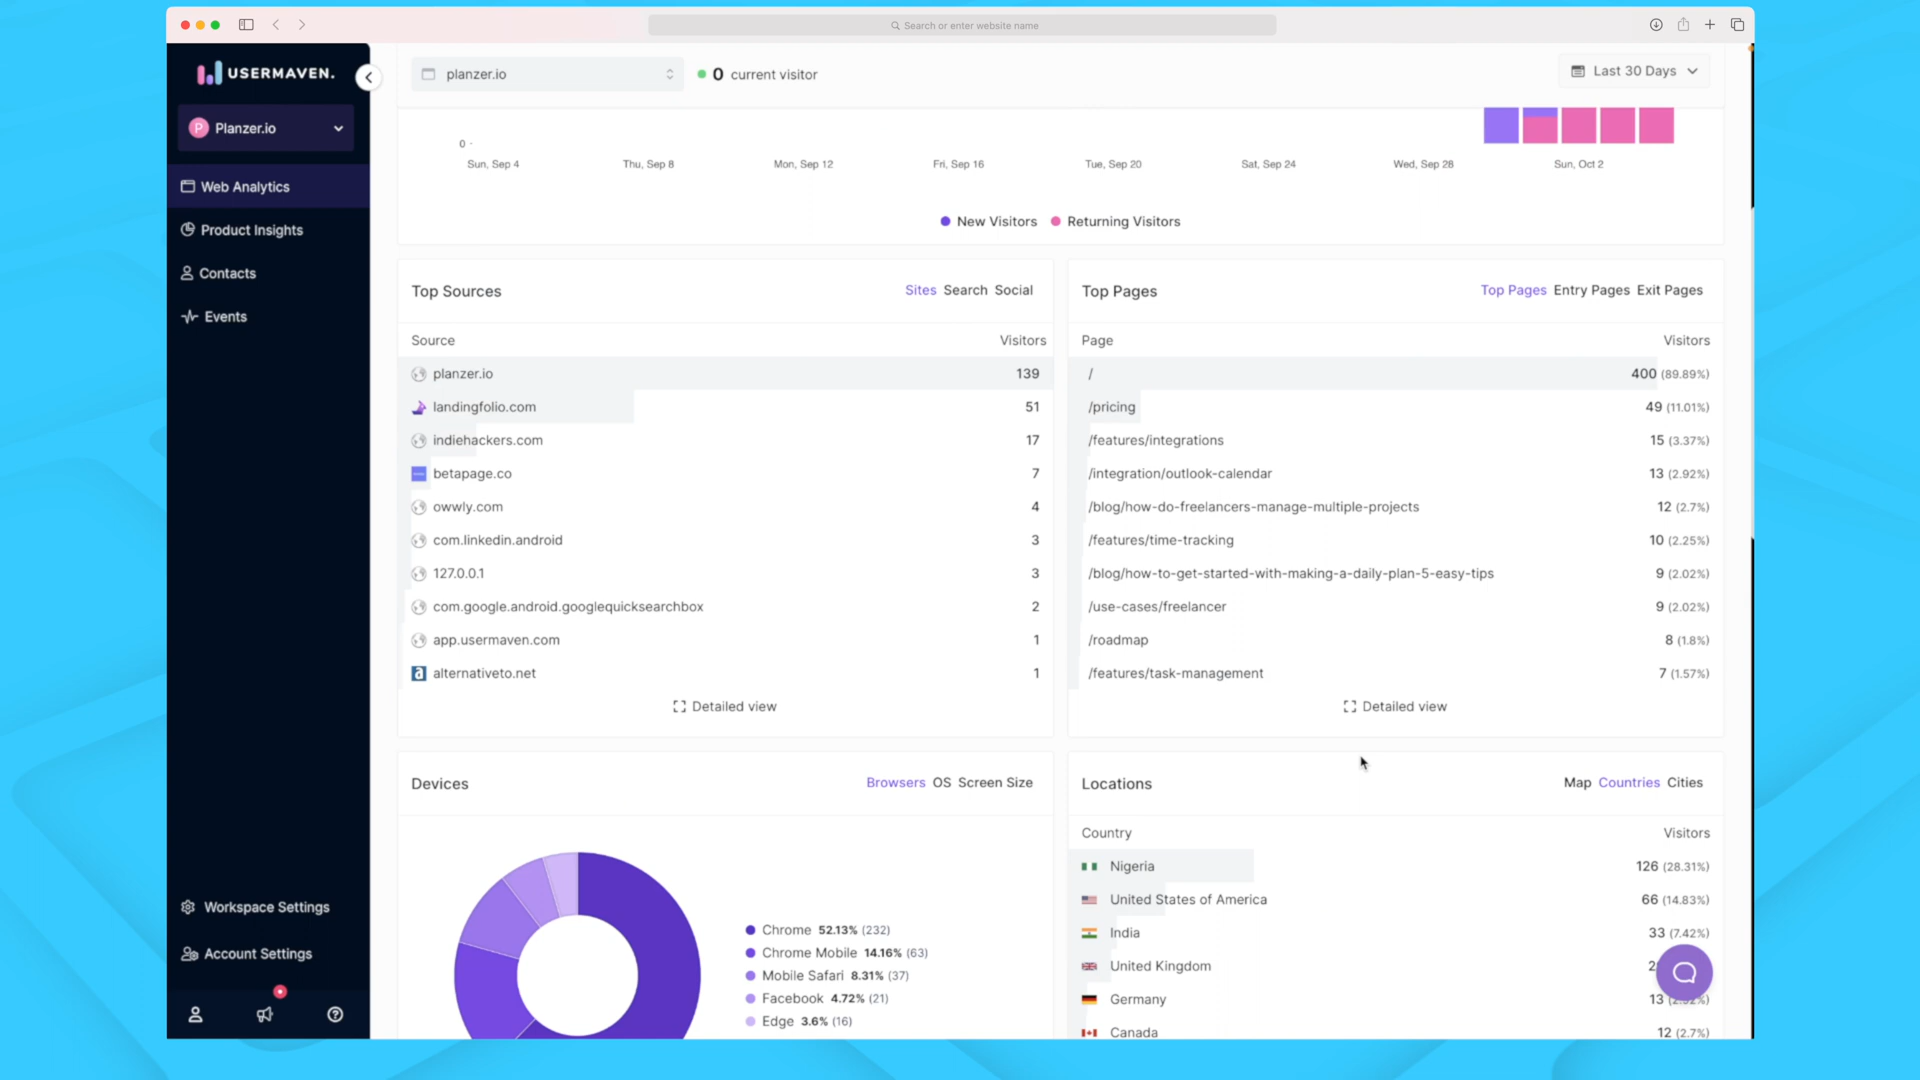 Search or enter website name
USERMAVEN.
planzer.io
0 current visitor
Last 30 Days
P Planzer.io
Web Analytics
Product Insights
Contacts
Events
Workspace Settings
Account Settings
0
Sun, Sep 4
Thu, Sep 8
Mon, Sep 12
Fri, Sep 16
Tue, Sep 20
Sat, Sep 24
Wed, Sep 28
Sun, Oct 2
New Visitors
Returning Visitors
Top Sources
Sites Search Social
Source Visitors
planzer.io 139
landingfolio.com 51
indiehackers.com 17
betapage.co 7
owwly.com 4
com.linkedin.android 3
127.0.0.1 3
com.google.android.googlequicksearchbox 2
app.usermaven.com 1
a alternativeto.net 1
Detailed view
Top Pages
Top Pages Entry Pages Exit Pages
Page Visitors
/ 400 (89.89%)
/pricing 49 (11.01%)
/features/integrations 15 (3.37%)
/integration/outlook-calendar 13 (2.92%)
/blog/how-do-freelancers-manage-multiple-projects 12 (2.7%)
/features/time-tracking 10 (2.25%)
/blog/how-to-get-started-with-making-a-daily-plan-5-easy-tips 9 (2.02%)
/use-cases/freelancer 9 (2.02%)
/roadmap 8 (1.8%)
/features/task-management 7 (1.57%)
Detailed view
Devices
Browsers OS Screen Size
Chrome 52.13% (232)
Chrome Mobile 14.16% (63)
Mobile Safari 8.31% (37)
Facebook 4.72% (21)
Edge 3.6% (16)
Locations
Map Countries Cities
Country Visitors
Nigeria 126 (28.31%)
United States of America 66 (14.83%)
India 33 (7.42%)
United Kingdom
Germany 13
Canada 12 (2.7%)